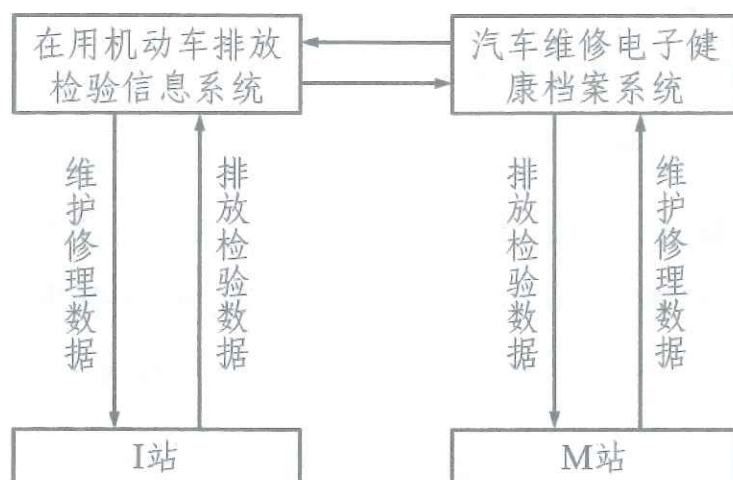 在用机动车排放
检验信息系统
汽车维修电子健
康档案系统
维护修理数据
排放检验数据
排放检验数据
维护修理数据
I站
M站